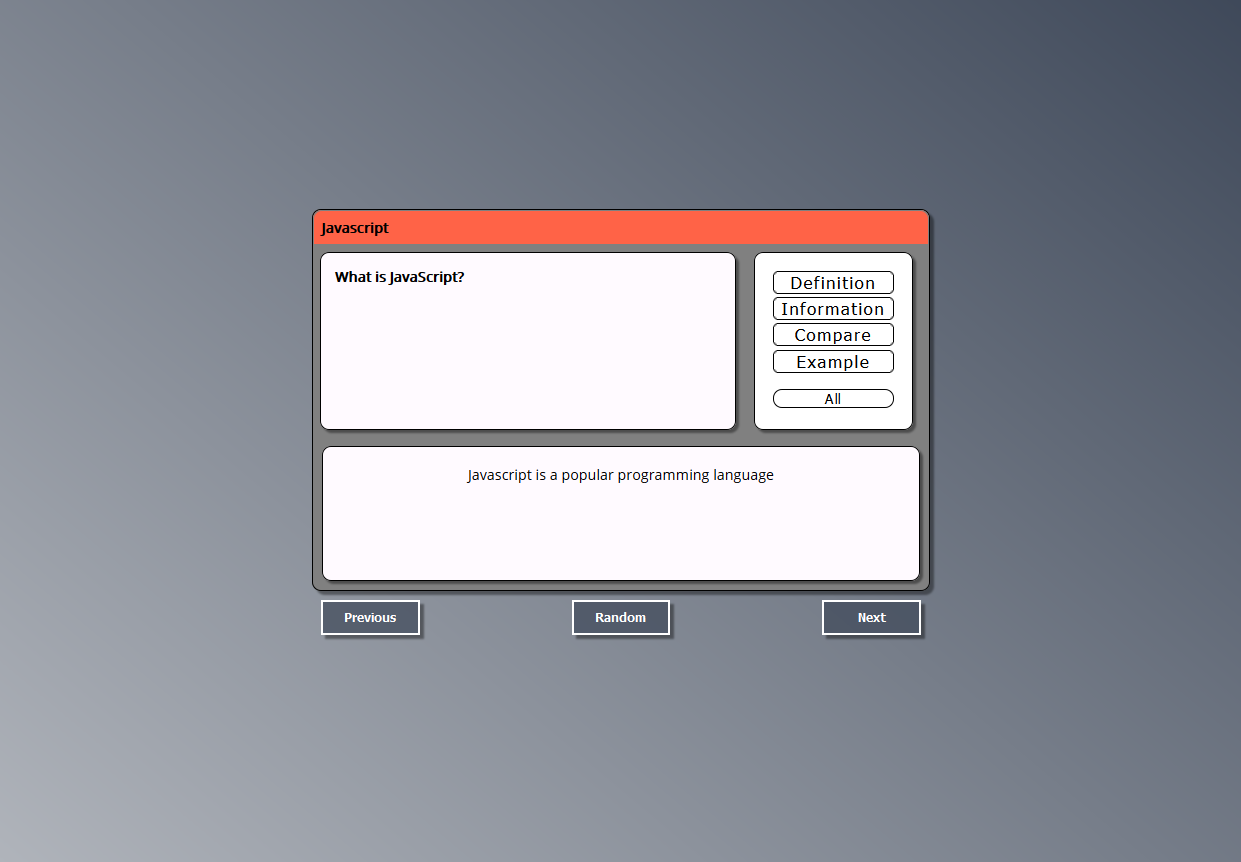 Javascript
What is JavaScript?
Definition
Information
Compare
Example
All
Javascript is a popular programming language
Previous
Random
Next